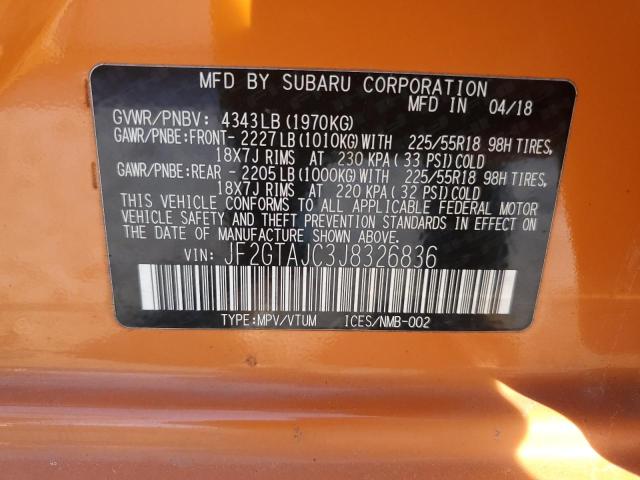 MFD BY SUBARU CORPORATION
MFD IN 04/18
GVWR/PNBV: 4343LB (1970KG)
GAWR/PNBE:FRONT- 2227LB (1010KG) WITH 225/55R18 98H TIRES,
18X7J RIMS AT 230 KPA ( 33 PSI) COLD
GAWR/PNBE:REAR - 2205LB (1000KG) WITH 225/55R18 98H TIRES,
18X7J RIMS AT 220 KPA (32 PSI) COLD
THIS VEHICLE CONFORMS TO ALL APPLICABLE FEDERAL MOTOR
VEHICLE SAFETY AND THEFT PREVENTION STANDARDS IN EFFECT ON
THE DATE OF MANUFACTURE SHOWN ABOVE.
VIN: JF2GTAJC3J8326836
TYPE:MPV/VTUM ICES/NMB-002